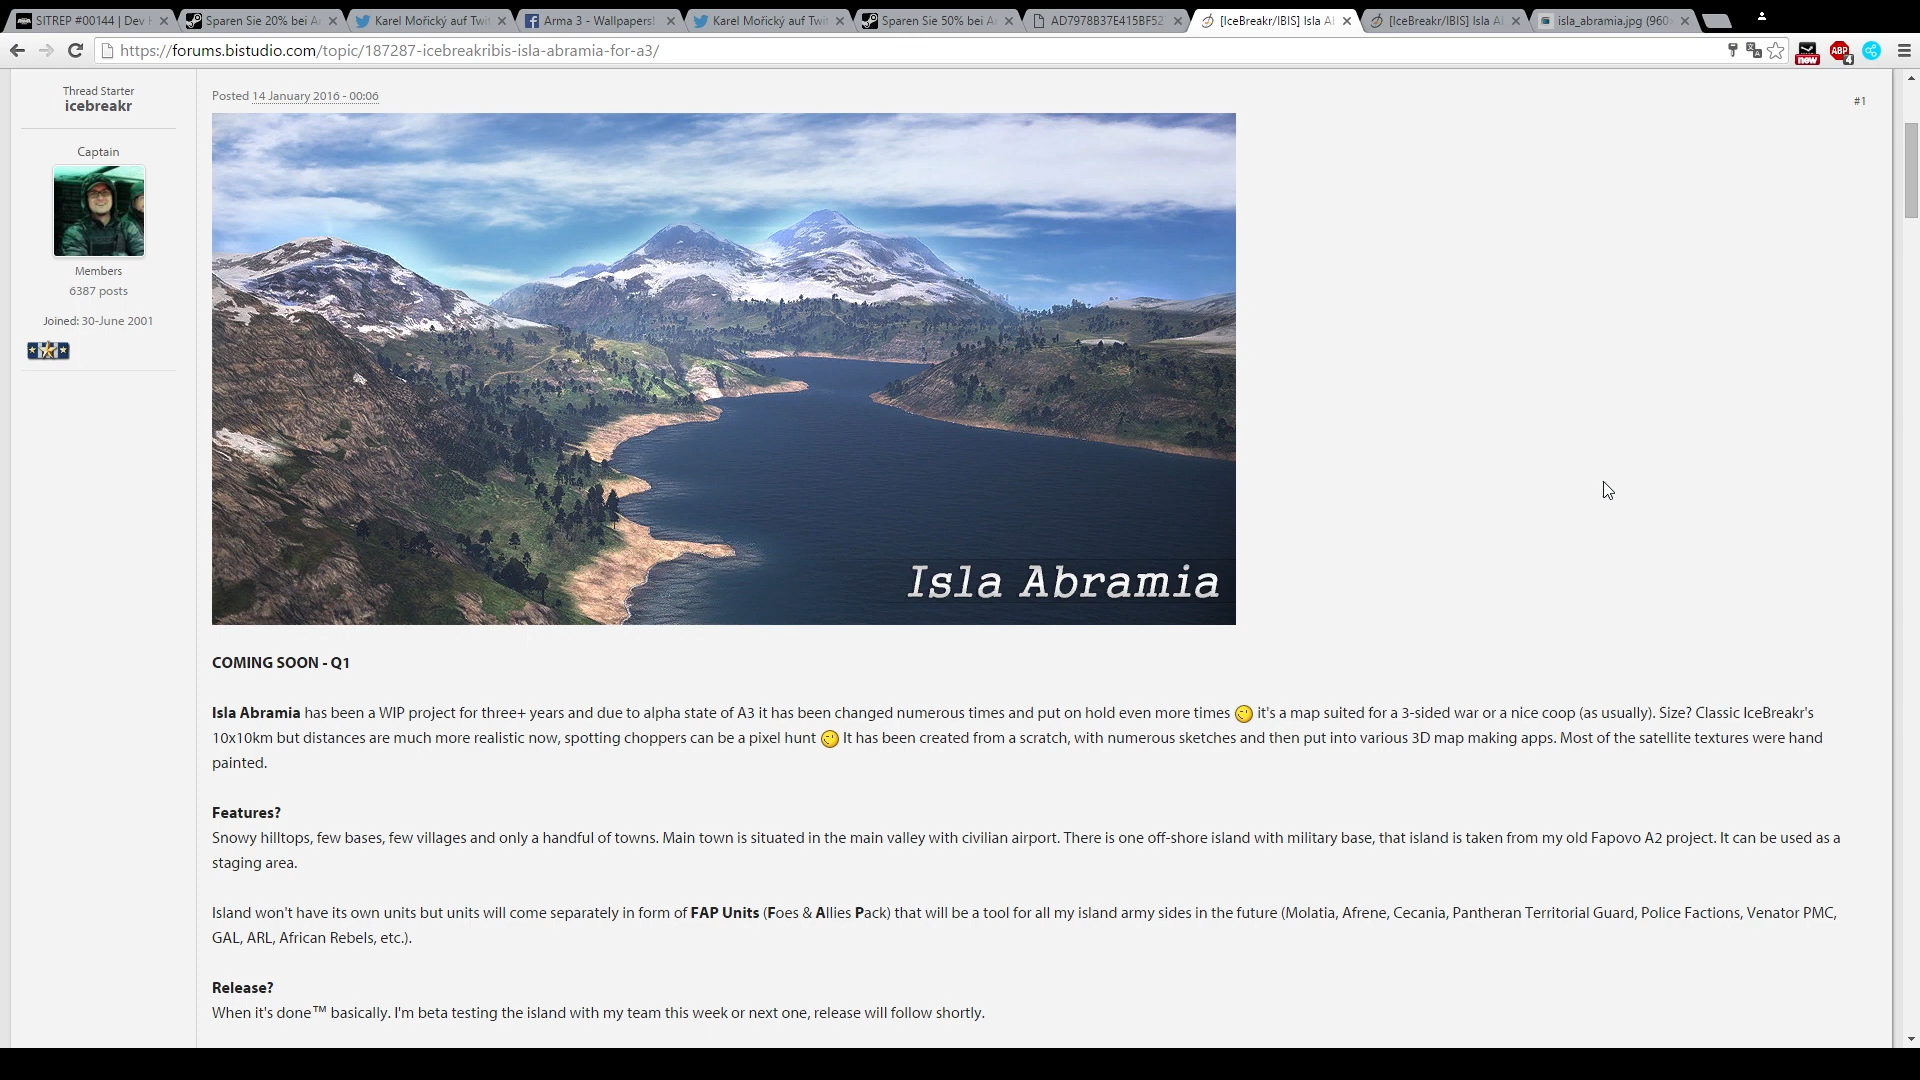 SITREP #00144 | Dev
Sparen Sie 20% bei
Karel Mořický auf Twit
Arma 3 - Wallpapers
Karel Mořický auf Twit
Sparen Sie 50% bei
AD7978B37E415BF52
[IceBreakr/IBIS] Isla
[IceBreakr/IBIS] Isla
isla_abramia.jpg (960
https://forums.bistudio.com/topic/187287-icebreakribis-isla-abramia-for-a3/
new
ABP
4
Thread Starter
icebreakr
Captain
Members
6387 posts
Joined: 30-June 2001
Posted 14 January 2016 - 00:06
#1
Isla Abramia
COMING SOON - Q1
Isla Abramia has been a WIP project for three+ years and due to alpha state of A3 it has been changed numerous times and put on hold even more times it's a map suited for a 3-sided war or a nice coop (as usually). Size? Classic IceBreakr's
10x10km but distances are much more realistic now, spotting choppers can be a pixel hunt It has been created from a scratch, with numerous sketches and then put into various 3D map making apps. Most of the satellite textures were hand
painted.
Features?
Snowy hilltops, few bases, few villages and only a handful of towns. Main town is situated in the main valley with civilian airport. There is one off-shore island with military base, that island is taken from my old Fapovo A2 project. It can be used as a
staging area.
Island won't have its own units but units will come separately in form of FAP Units (Foes & Allies Pack) that will be a tool for all my island army sides in the future (Molatia, Afrene, Cecania, Pantheran Territorial Guard, Police Factions, Venator PMC,
GAL, ARL, African Rebels, etc.).
Release?
When it's done™ basically. I'm beta testing the island with my team this week or next one, release will follow shortly.